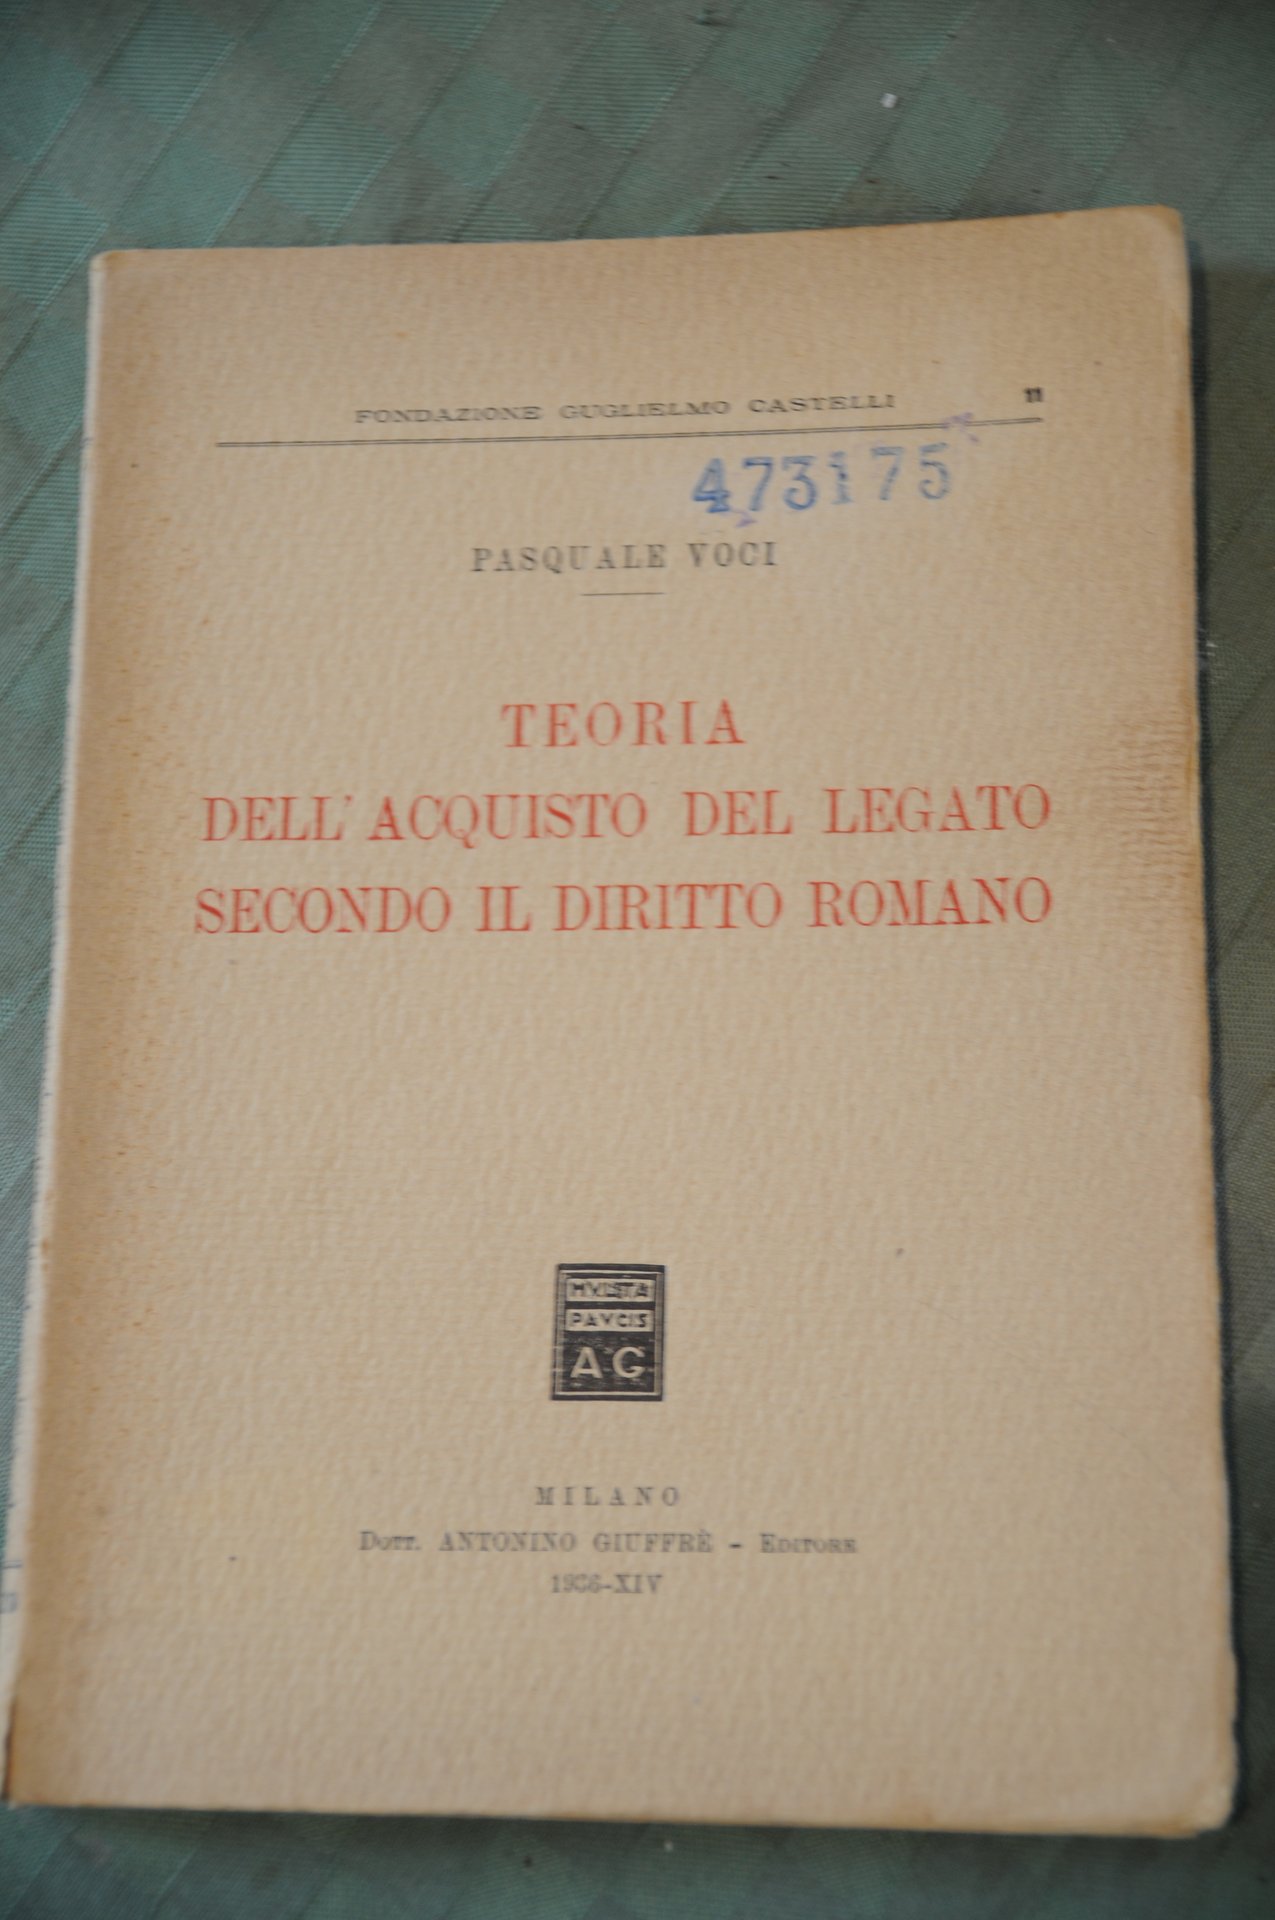 FONDAZIONE GUGLIELMO CASTELLI 11
473175
PASQUALE VOCI
TEORIA
DELL'ACQUISTO DEL LEGATO
SECONDO IL DIRITTO ROMANO
MVLTA
PAVCIS
AG
MILANO
DOTT. ANTONINO GIUFFRÈ - EDITORE
1936-XIV